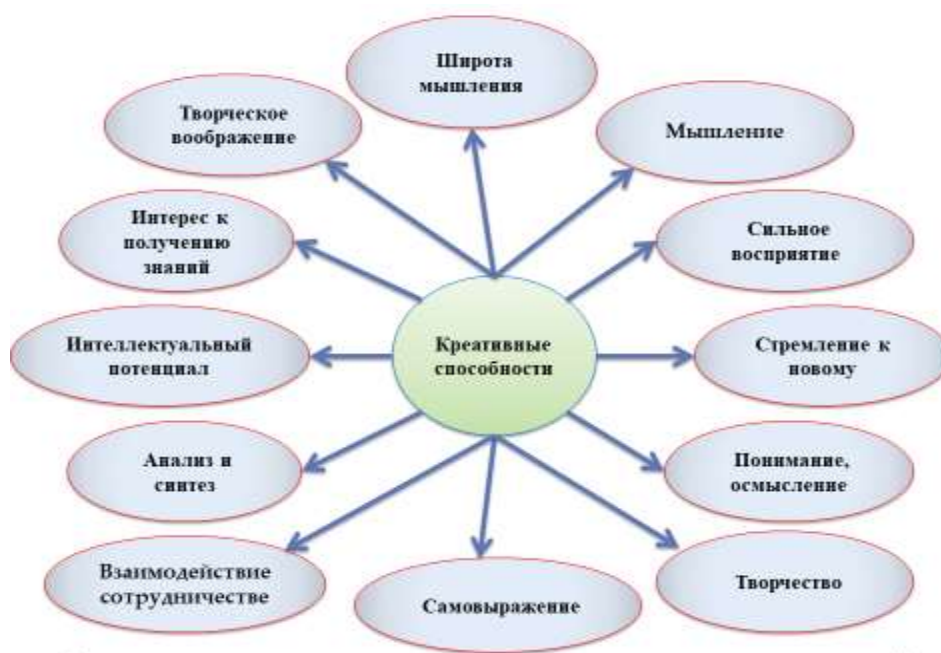 Широта
мышления
Творческое
воображение
Мышление
Интерес к
получению
знаний
Сильное
восприятие
Интеллектуальный
потенциал
Креативные
способности
Стремление к
новому
Анализ и
синтез
Понимание,
осмысление
Взаимодействие
сотрудничестве
Самовыражение
Творчество